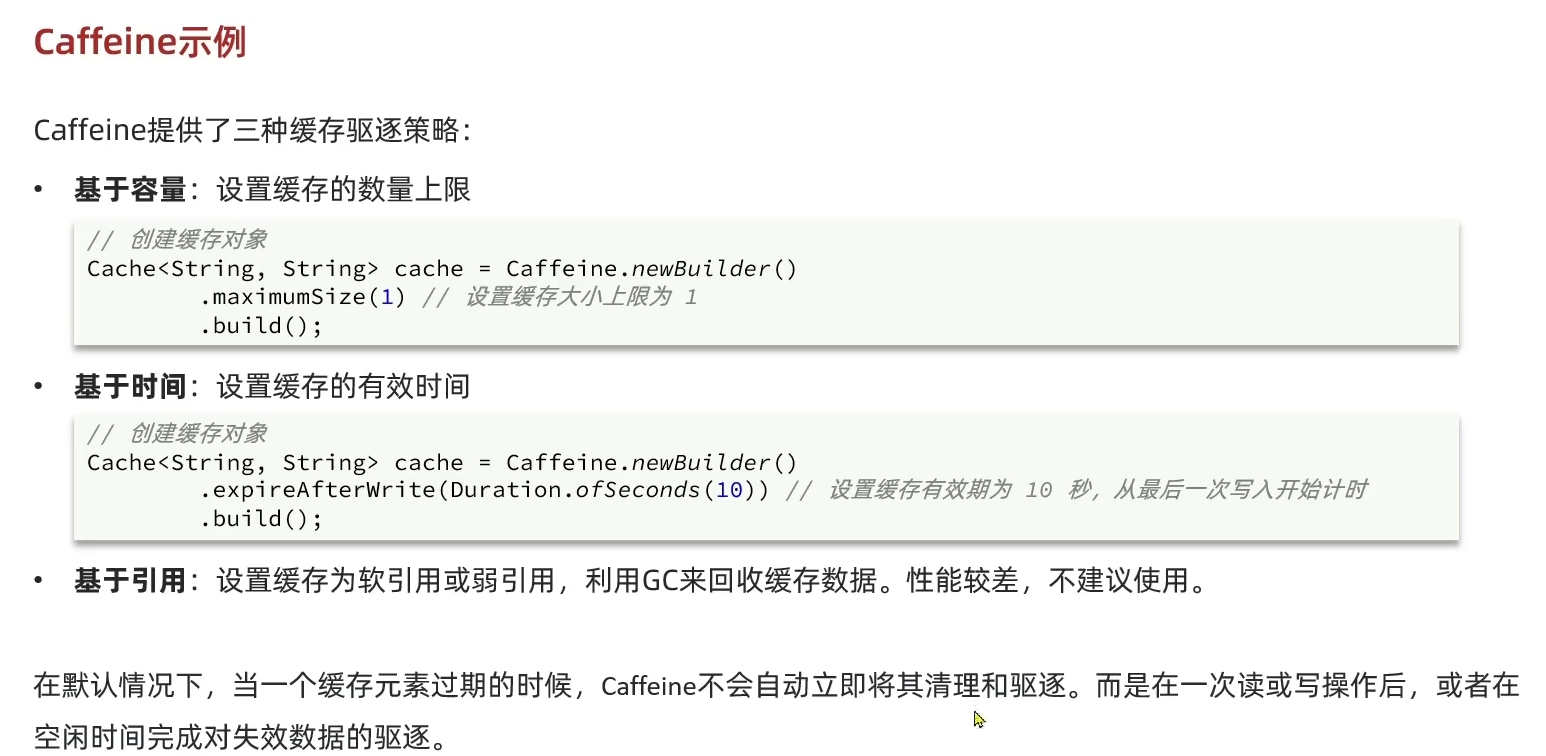 Caffeine示例
Caffeine提供了三种缓存驱逐策略：
• 基于容量：设置缓存的数量上限
// 创建缓存对象
Cache<String, String> cache = Caffeine.newBuilder()
        .maximumSize(1) // 设置缓存大小上限为 1
        .build();
• 基于时间：设置缓存的有效时间
// 创建缓存对象
Cache<String, String> cache = Caffeine.newBuilder()
        .expireAfterWrite(Duration.ofSeconds(10)) // 设置缓存有效期为 10 秒，从最后一次写入开始计时
        .build();
• 基于引用：设置缓存为软引用或弱引用，利用GC来回收缓存数据。性能较差，不建议使用。
在默认情况下，当一个缓存元素过期的时候，Caffeine不会自动立即将其清理和驱逐。而是在一次读或写操作后，或者在
空闲时间完成对失效数据的驱逐。